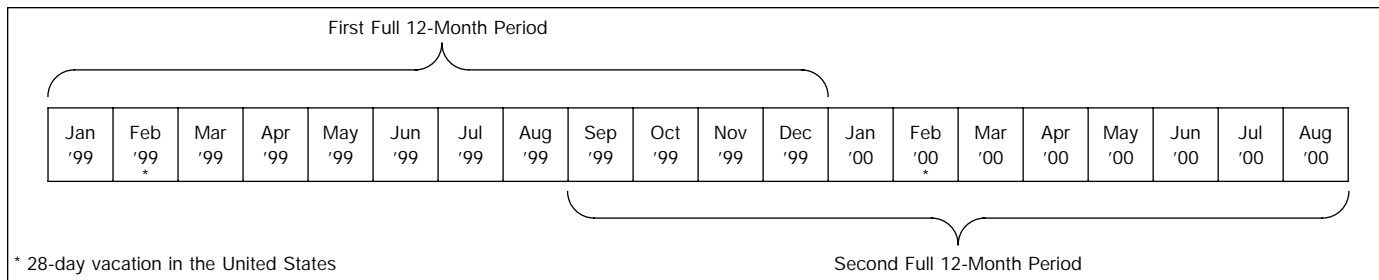 First Full 12-Month Period
Jan Feb Mar Apr May Jun Jul Aug Sep Oct Nov Dec Jan Feb Mar Apr May Jun Jul Aug
'99 '99 '99 '99 '99 '99 '99 '99 '99 '99 '99 '99 '00 '00 '00 '00 '00 '00 '00 '00
* *
* 28-day vacation in the United States Second Full 12-Month Period